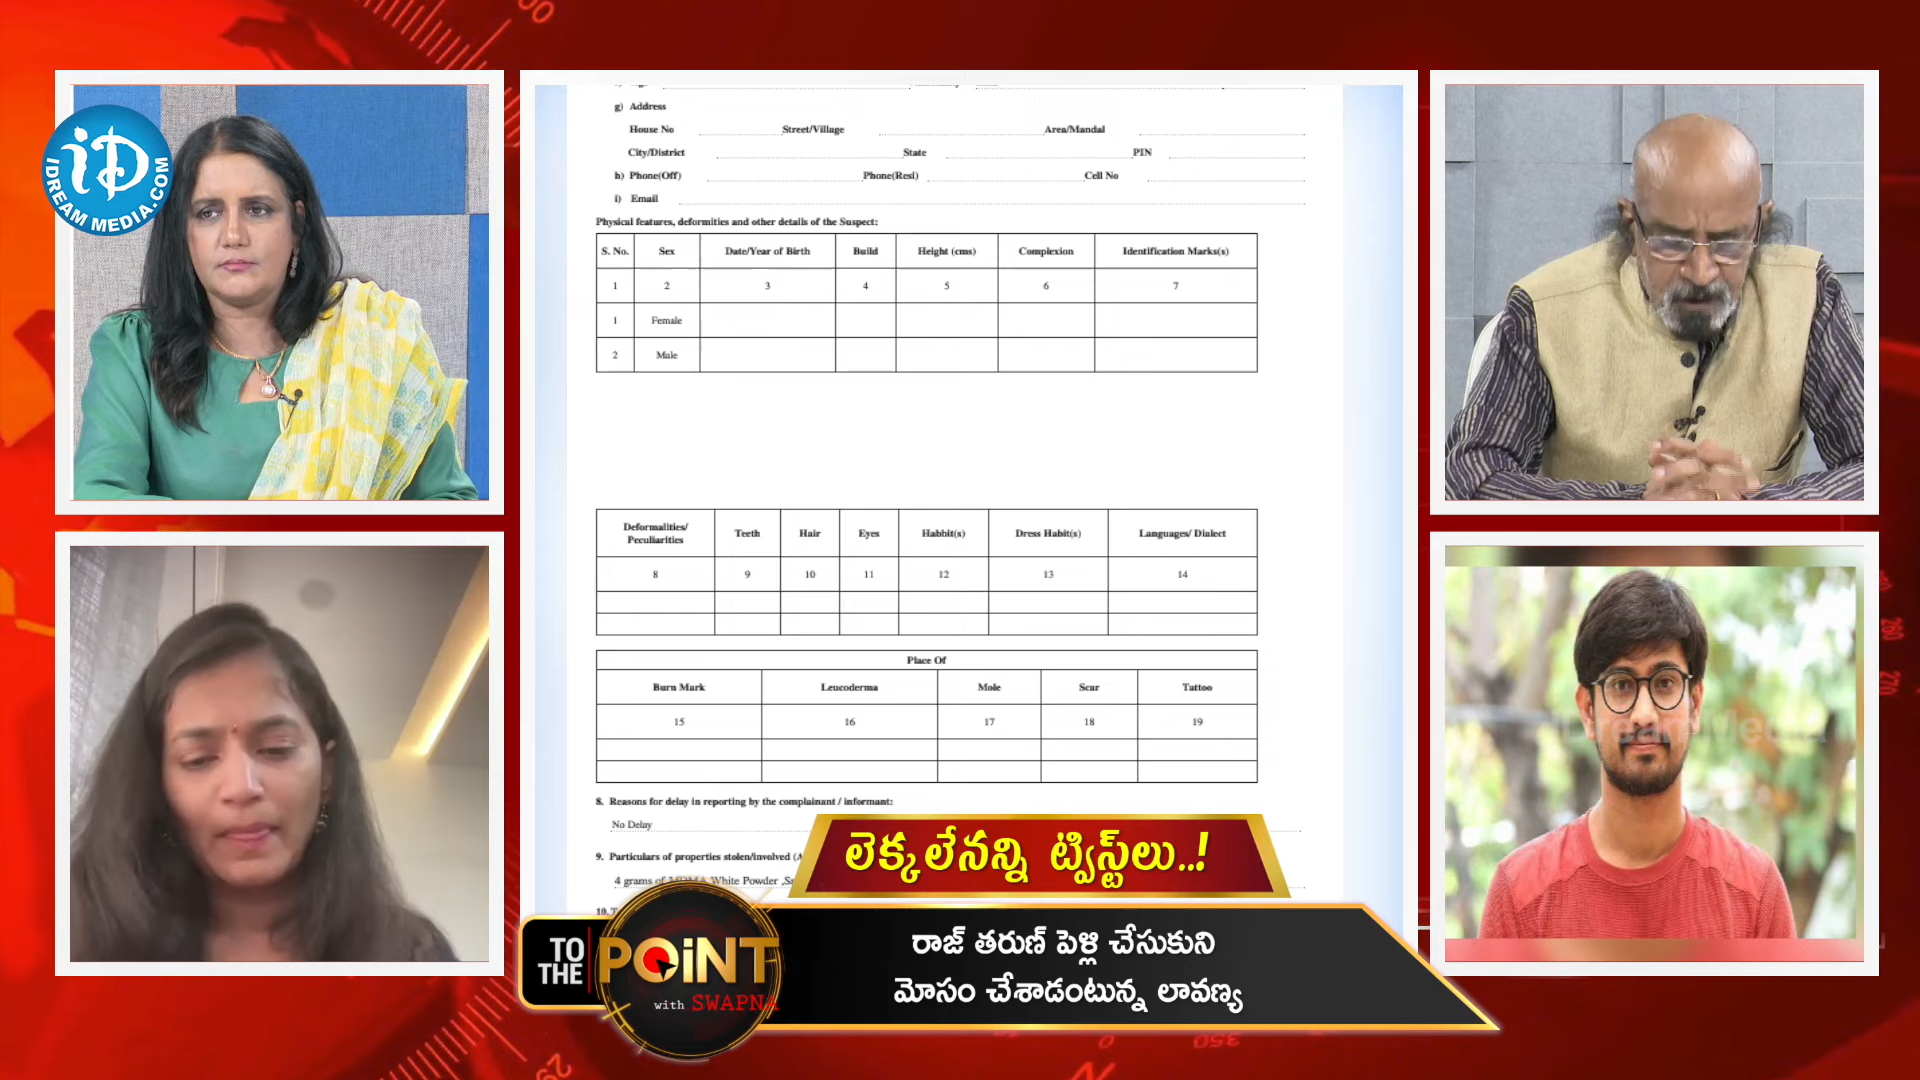 iD
IDREAM MEDIA.COM
g) Address
House No Street/Village Area/Mandal
City/District State PIN
h) Phone(Off) Phone(Resi) Cell No
i) Email
Physical features, deformities and other details of the Suspect:
S. No. Sex Date/Year of Birth Build Height (cms) Complexion Identification Marks(s)
1 2 3 4 5 6 7
1 Female
2 Male
Deformalities/ Peculiarities Teeth Hair Eyes Habbit(s) Dress Habit(s) Languages/ Dialect
8 9 10 11 12 13 14
Place Of
Burn Mark Leucoderma Mole Scar Tattoo
15 16 17 18 19
8. Reasons for delay in reporting by the complainant / informant:
No Delay
9. Particulars of properties stolen/involved
4 grams of White Powder
10.
లెక్కలేనన్ని ట్విస్ట్‌లు..!
TO THE POiNT
with SWAPNA
రాజ్ తరుణ్ పెళ్లి చేసుకుని
మోసం చేశాడంటున్న లావణ్య